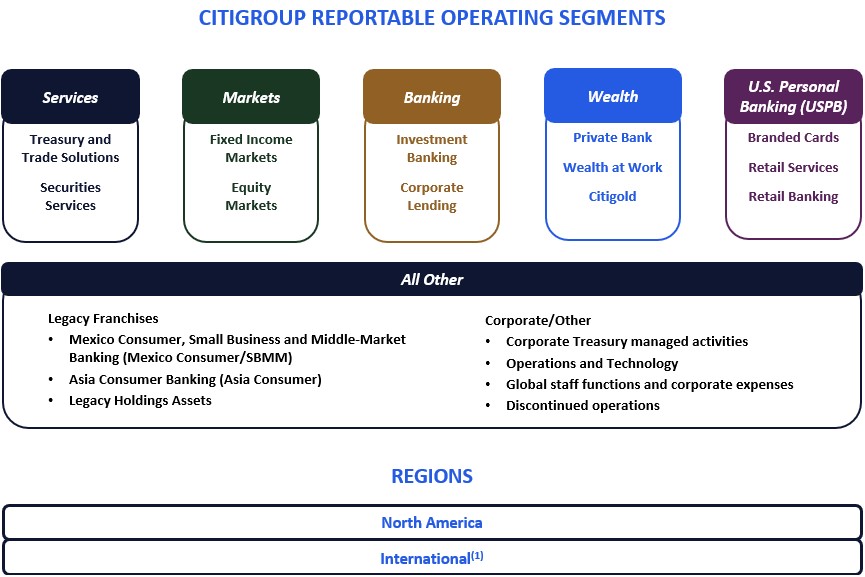 CITIGROUP REPORTABLE OPERATING SEGMENTS
Services
Treasury and
Trade Solutions
Securities
Services
Markets
Fixed Income
Markets
Equity
Markets
Banking
Investment
Banking
Corporate
Lending
Wealth
Private Bank
Wealth at Work
Citigold
U.S. Personal
Banking (USPB)
Branded Cards
Retail Services
Retail Banking
All Other
Legacy Franchises
• Mexico Consumer, Small Business and Middle-Market
Banking (Mexico Consumer/SBMM)
• Asia Consumer Banking (Asia Consumer)
• Legacy Holdings Assets
Corporate/Other
• Corporate Treasury managed activities
• Operations and Technology
• Global staff functions and corporate expenses
• Discontinued operations
REGIONS
North America
International(1)